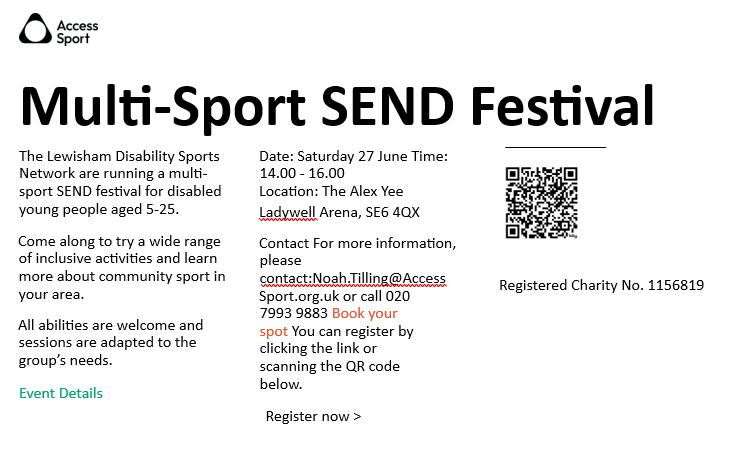 Access
Sport
Multi-Sport SEND Festival
The Lewisham Disability Sports
Network are running a multi-
sport SEND festival for disabled
young people aged 5-25.
Come along to try a wide range
of inclusive activities and learn
more about community sport in
your area.
All abilities are welcome and
sessions are adapted to the
group’s needs.
Event Details
Date: Saturday 27 June Time:
14.00 - 16.00
Location: The Alex Yee
Ladywell Arena, SE6 4QX
Contact For more information,
please
contact:Noah.Tilling@Access
Sport.org.uk or call 020
7993 9883 Book your
spot You can register by
clicking the link or
scanning the QR code
below.
Register now >
Registered Charity No. 1156819